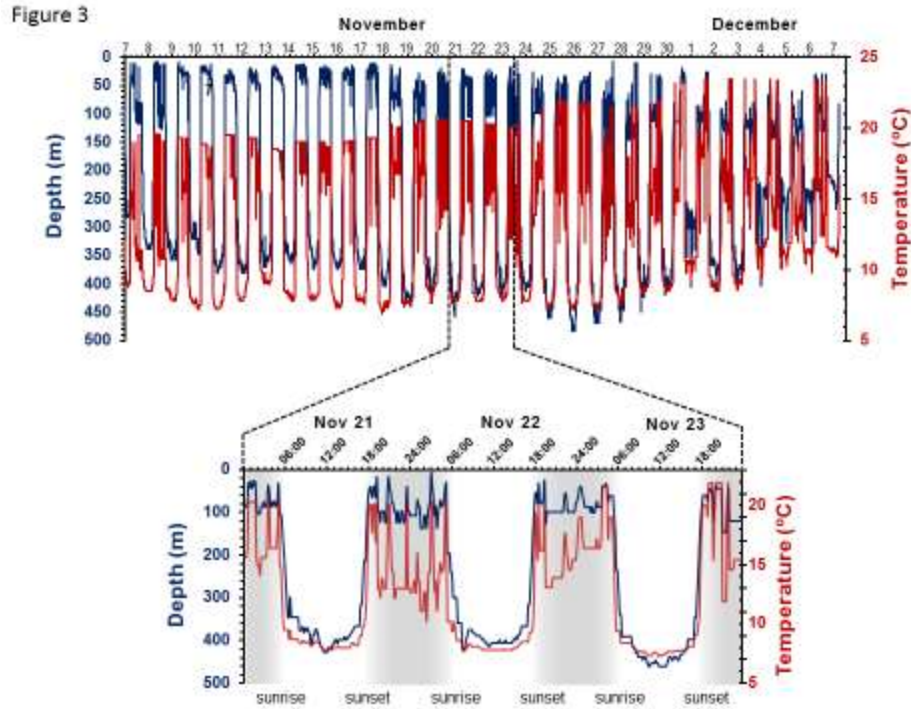 Figure 3
November December
7 8 9 10 11 12 13 14 15 16 17 18 19 20 21 22 23 24 25 26 27 28 29 30 1 2 3 4 5 6 7
0 25
50
100
150 20
200
250 15
300
350 10
400
450
500 5
Depth (m)
Temperature (ºC)
Nov 21 Nov 22 Nov 23
06:00 12:00 18:00 24:00 06:00 12:00 18:00 24:00 06:00 12:00 18:00
0
100 20
200 15
300
400 10
500 5
Depth (m)
Temperature (ºC)
sunrise sunset sunrise sunset sunrise sunset